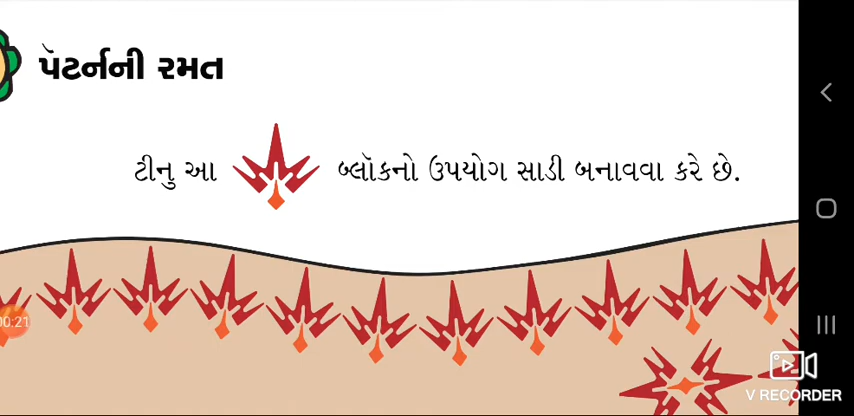 પૅટર્નની રમત
ટીનુ આ બ્લૉકનો ઉપયોગ સાડી બનાવવા કરે છે.
00:21
V RECORDER